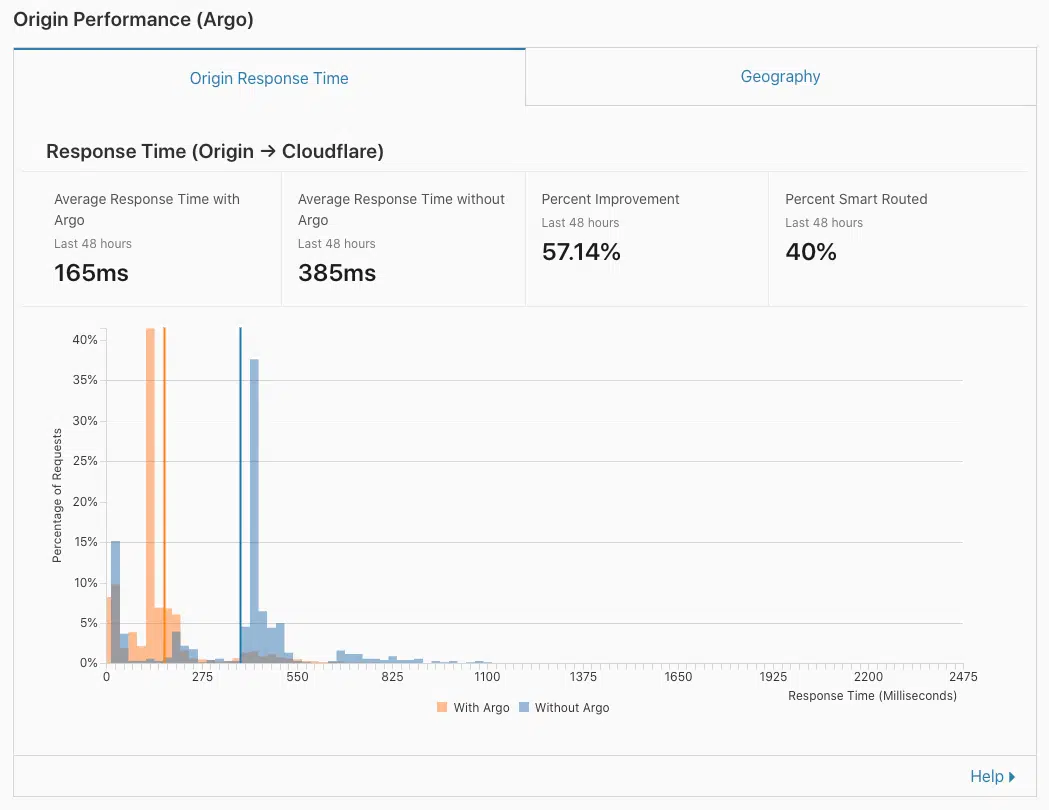 Origin Performance (Argo)
Origin Response Time
Geography
Response Time (Origin → Cloudflare)
Average Response Time with
Argo
Last 48 hours
165ms
Average Response Time without
Argo
Last 48 hours
385ms
Percent Improvement
Last 48 hours
57.14%
Percent Smart Routed
Last 48 hours
40%
Percentage of Requests
40%
35%
30%
25%
20%
15%
10%
5%
0%
0 275 550 825 1100 1375 1650 1925 2200 2475
Response Time (Milliseconds)
With Argo Without Argo
Help